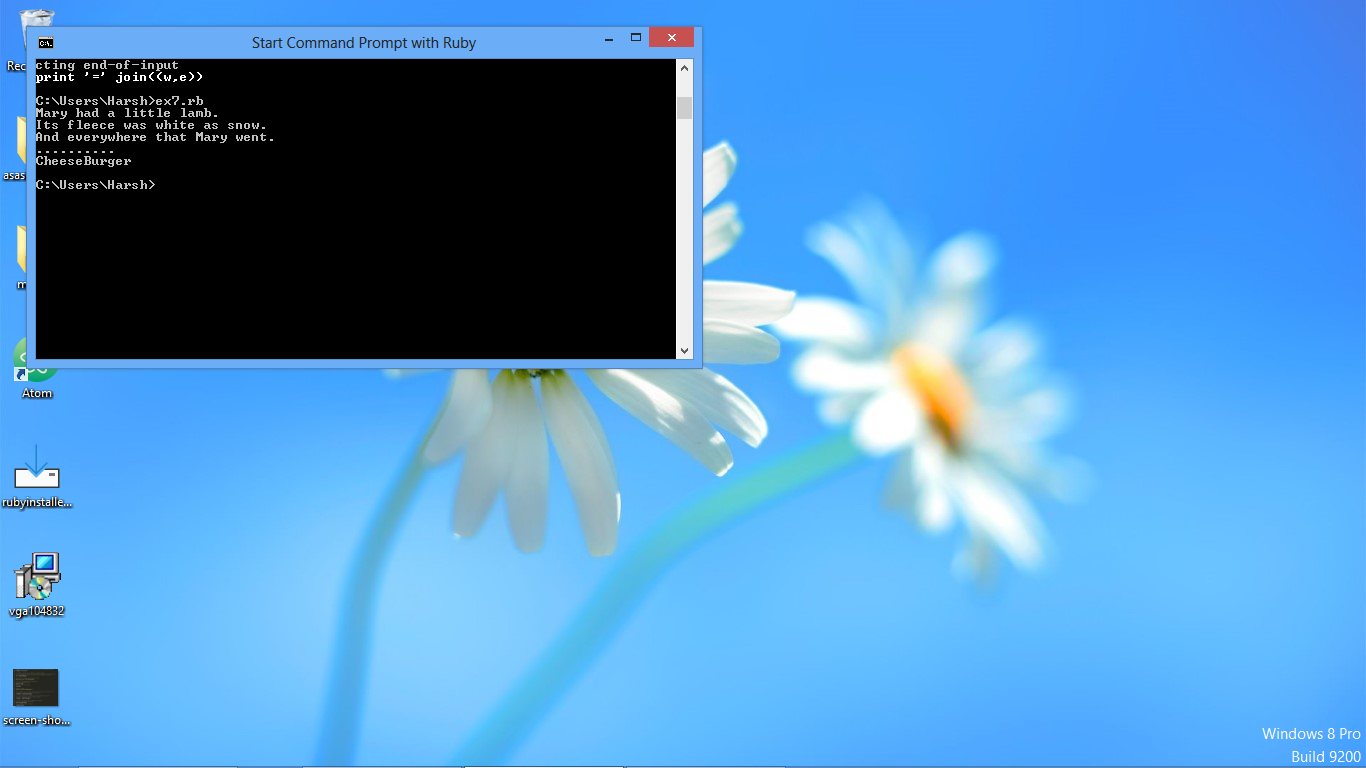 Start Command Prompt with Ruby
cting end-of-input
print '=' join((w,e))
C:\Users\Harsh>ex7.rb
Mary had a little lamb.
Its fleece was white as snow.
And everywhere that Mary went.
..........
CheeseBurger
C:\Users\Harsh>
Rec
asas
m
Atom
rubyinstalle...
vga104832
screen-sho...
Windows 8 Pro
Build 9200